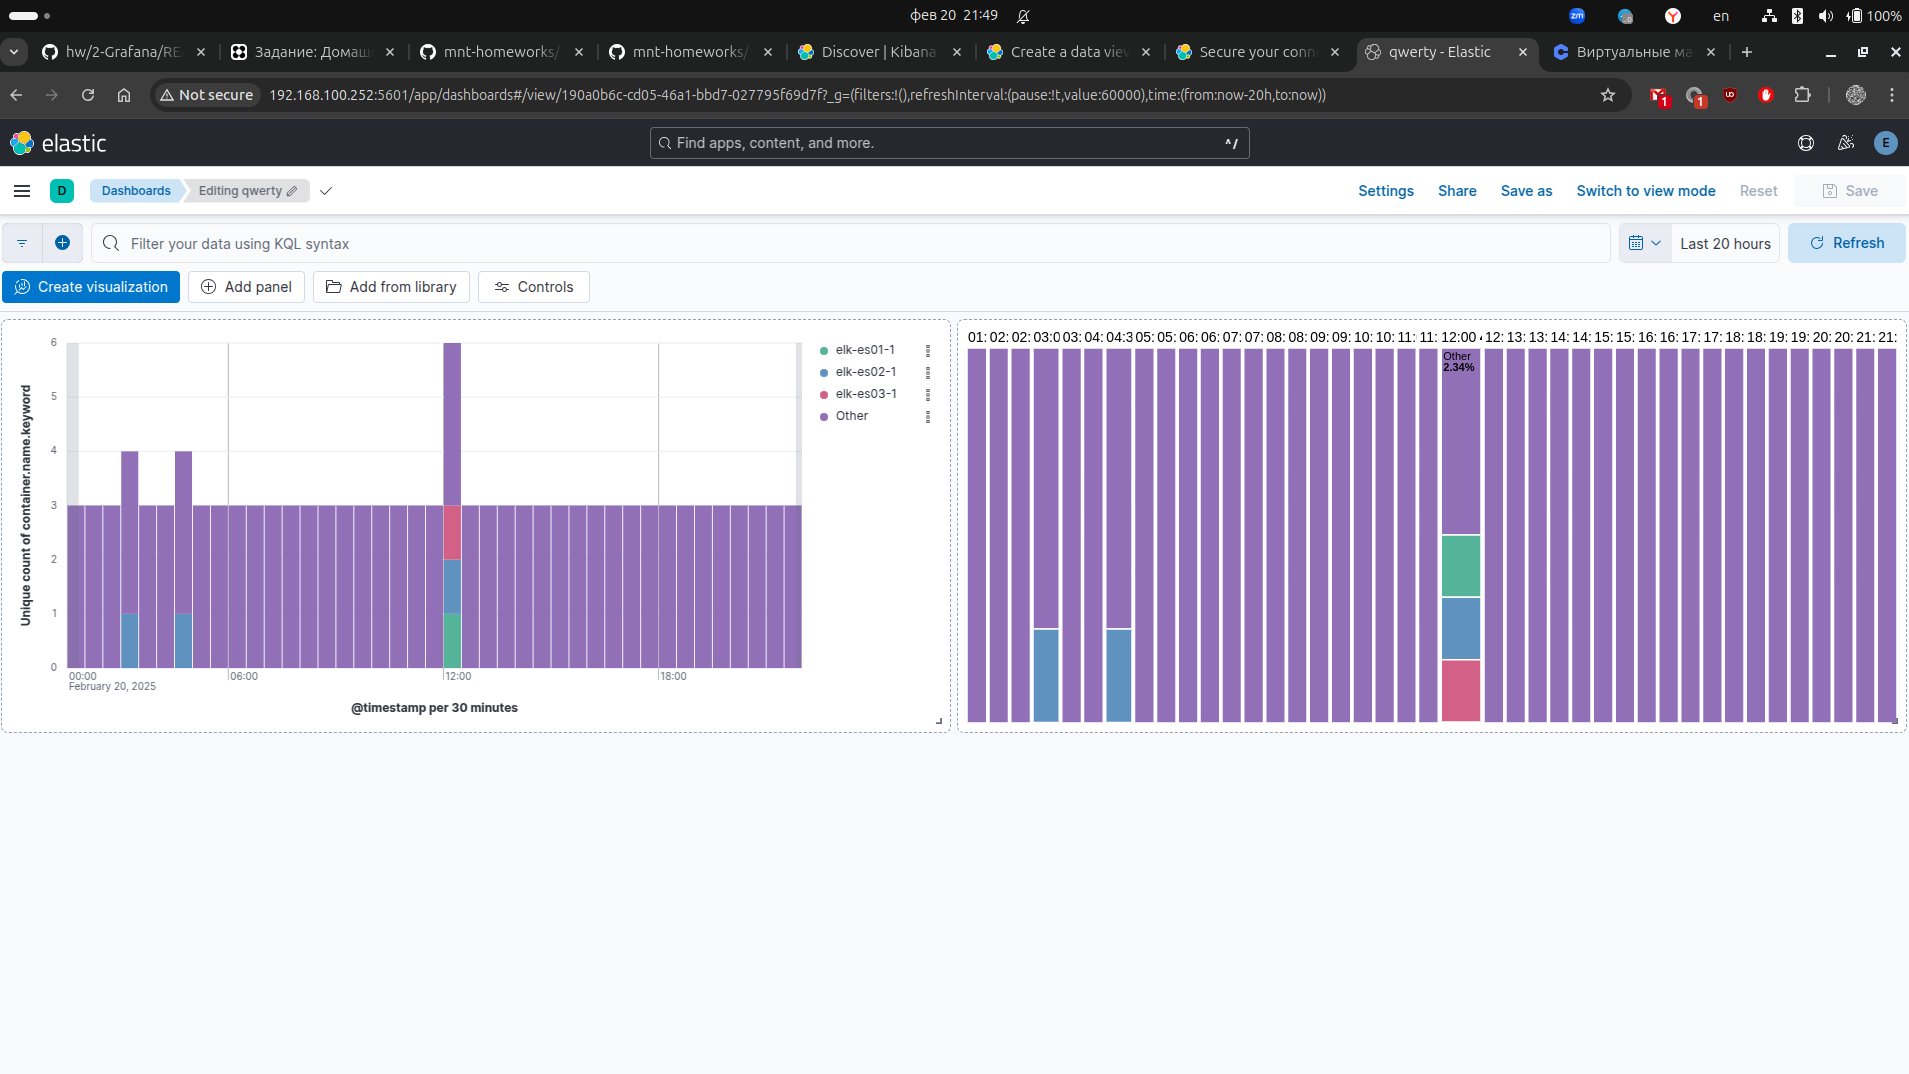 фев 20 21:49
zm
en
100%
hw/2-Grafana/RE
Задание: Домаш
mnt-homeworks/
mnt-homeworks/
Discover | Kibana
Create a data vie
Secure your conn
qwerty - Elastic
Виртуальные ма
Not secure
192.168.100.252:5601/app/dashboards#/view/190a0b6c-cd05-46a1-bbd7-027795f69d7f?_g=(filters:!(),refreshInterval:(pause:!t,value:60000),time:(from:now-20h,to:now))
1
1
elastic
Find apps, content, and more.
^/
E
D
Dashboards
Editing qwerty
Settings
Share
Save as
Switch to view mode
Reset
Save
Filter your data using KQL syntax
Last 20 hours
Refresh
Create visualization
Add panel
Add from library
Controls
Unique count of container.name.keyword
6
5
4
3
2
1
0
00:00
February 20, 2025
06:00
12:00
18:00
@timestamp per 30 minutes
elk-es01-1
elk-es02-1
elk-es03-1
Other
01: 02: 02: 03:0 03: 04: 04:3 05: 05: 06: 06: 07: 07: 08: 08: 09: 09: 10: 10: 11: 11: 12:00 12: 13: 13: 14: 14: 15: 15: 16: 16: 17: 17: 18: 18: 19: 19: 20: 20: 21: 21:
Other
2.34%